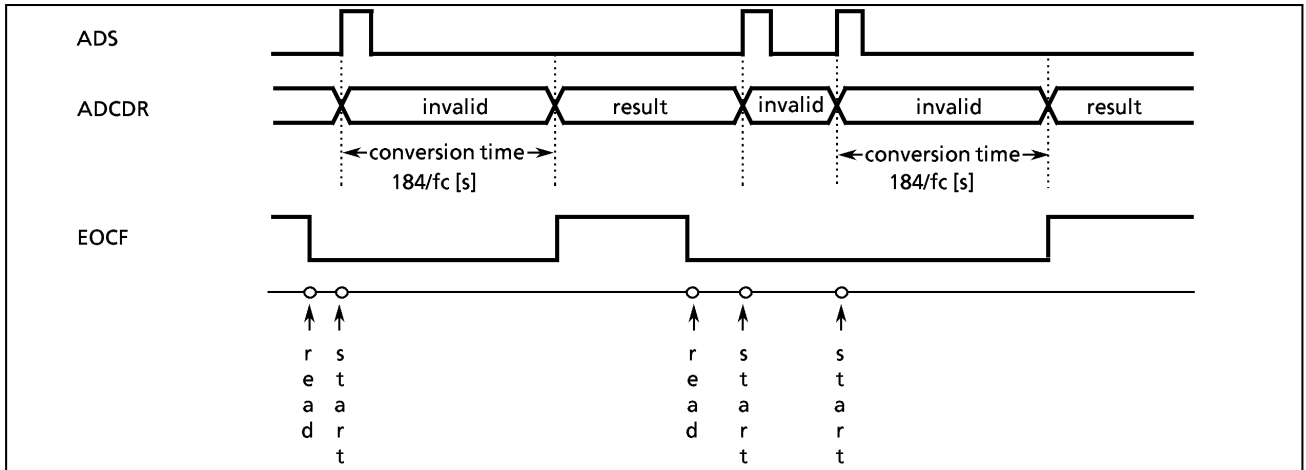 ADS
ADCDR
invalid
result
invalid
invalid
result
conversion time
184/fc [s]
conversion time
184/fc [s]
EOCF
read
start
read
start
start